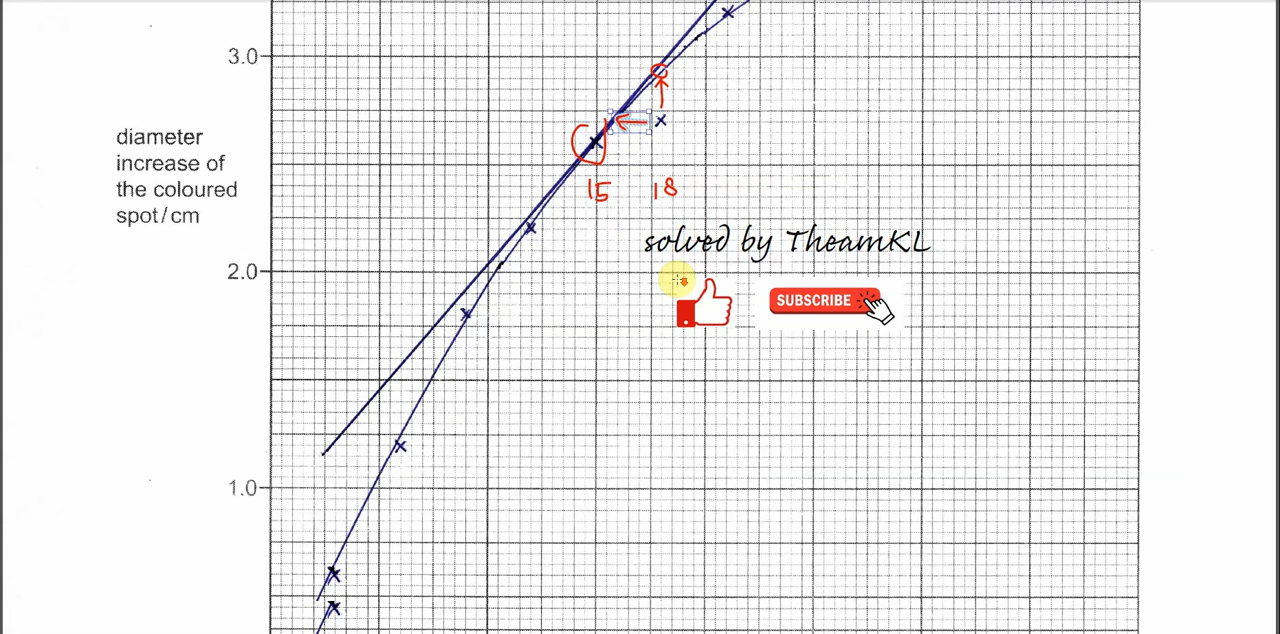 3.0
diameter
increase of
the coloured
spot/cm
15
18
solved by TheamKL
2.0
SUBSCRIBE
1.0